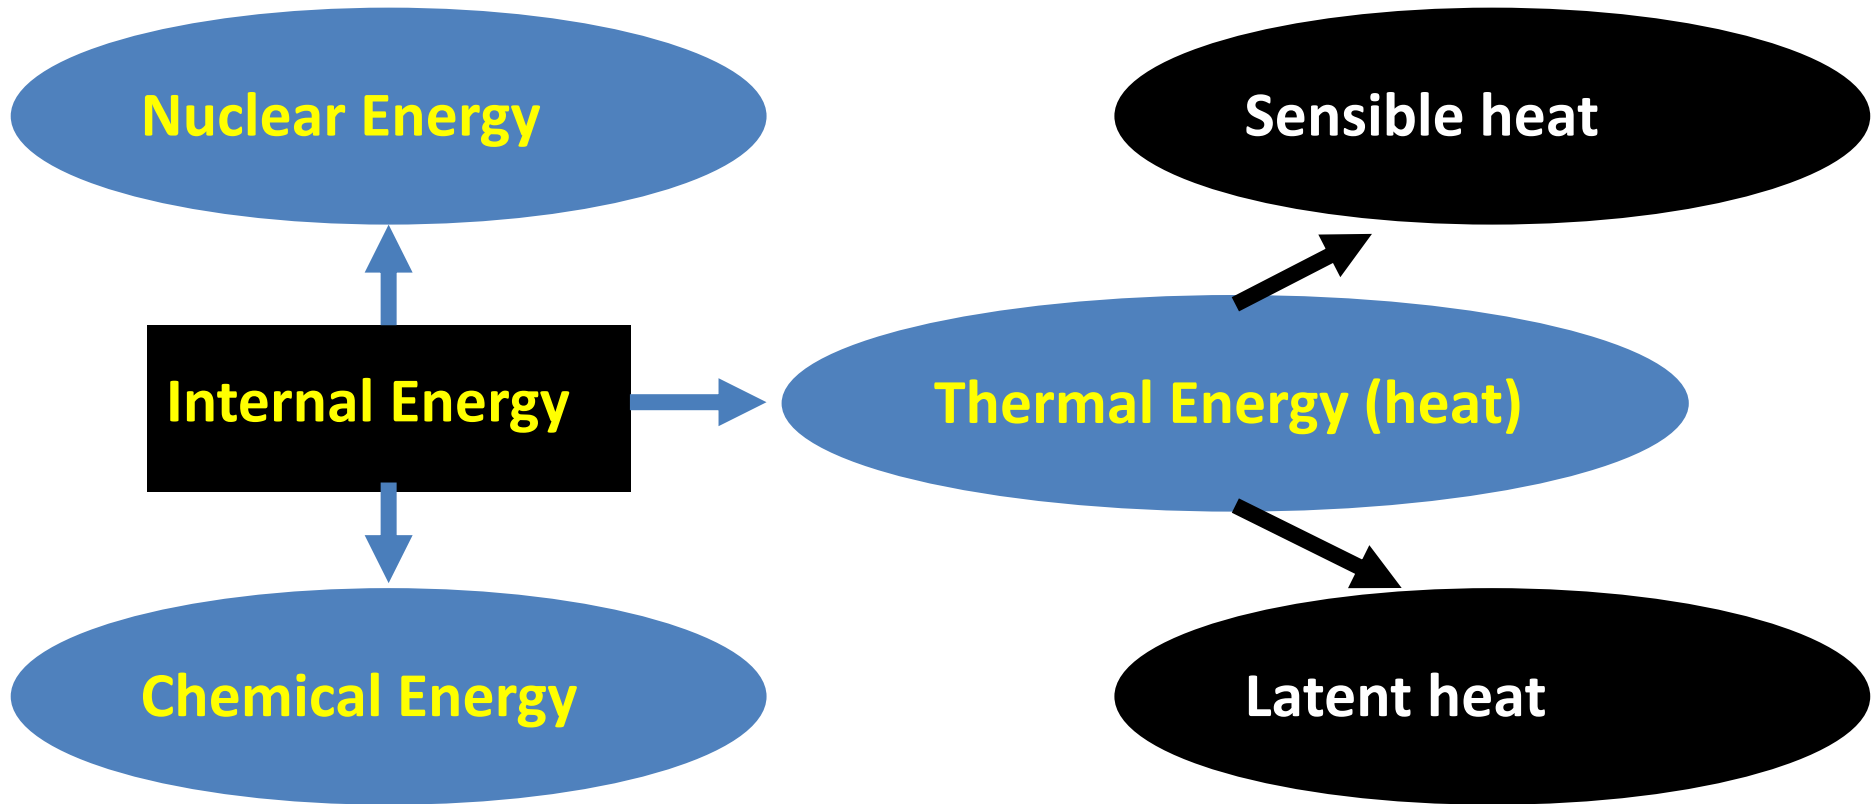 Nuclear Energy
Sensible heat
Internal Energy
Thermal Energy (heat)
Chemical Energy
Latent heat